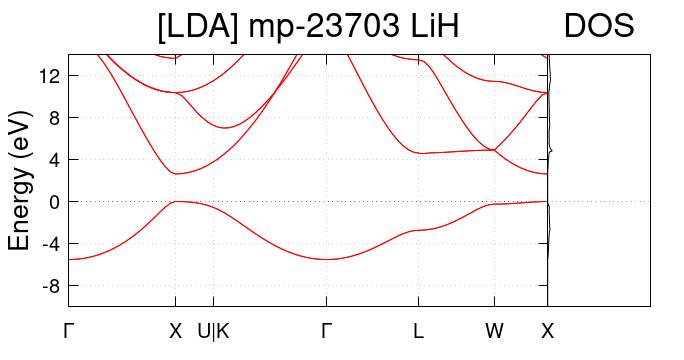 [LDA] mp-23703 LiH DOS
Energy (eV)
12
8
4
0
-4
-8
Γ X U|K Γ L W X